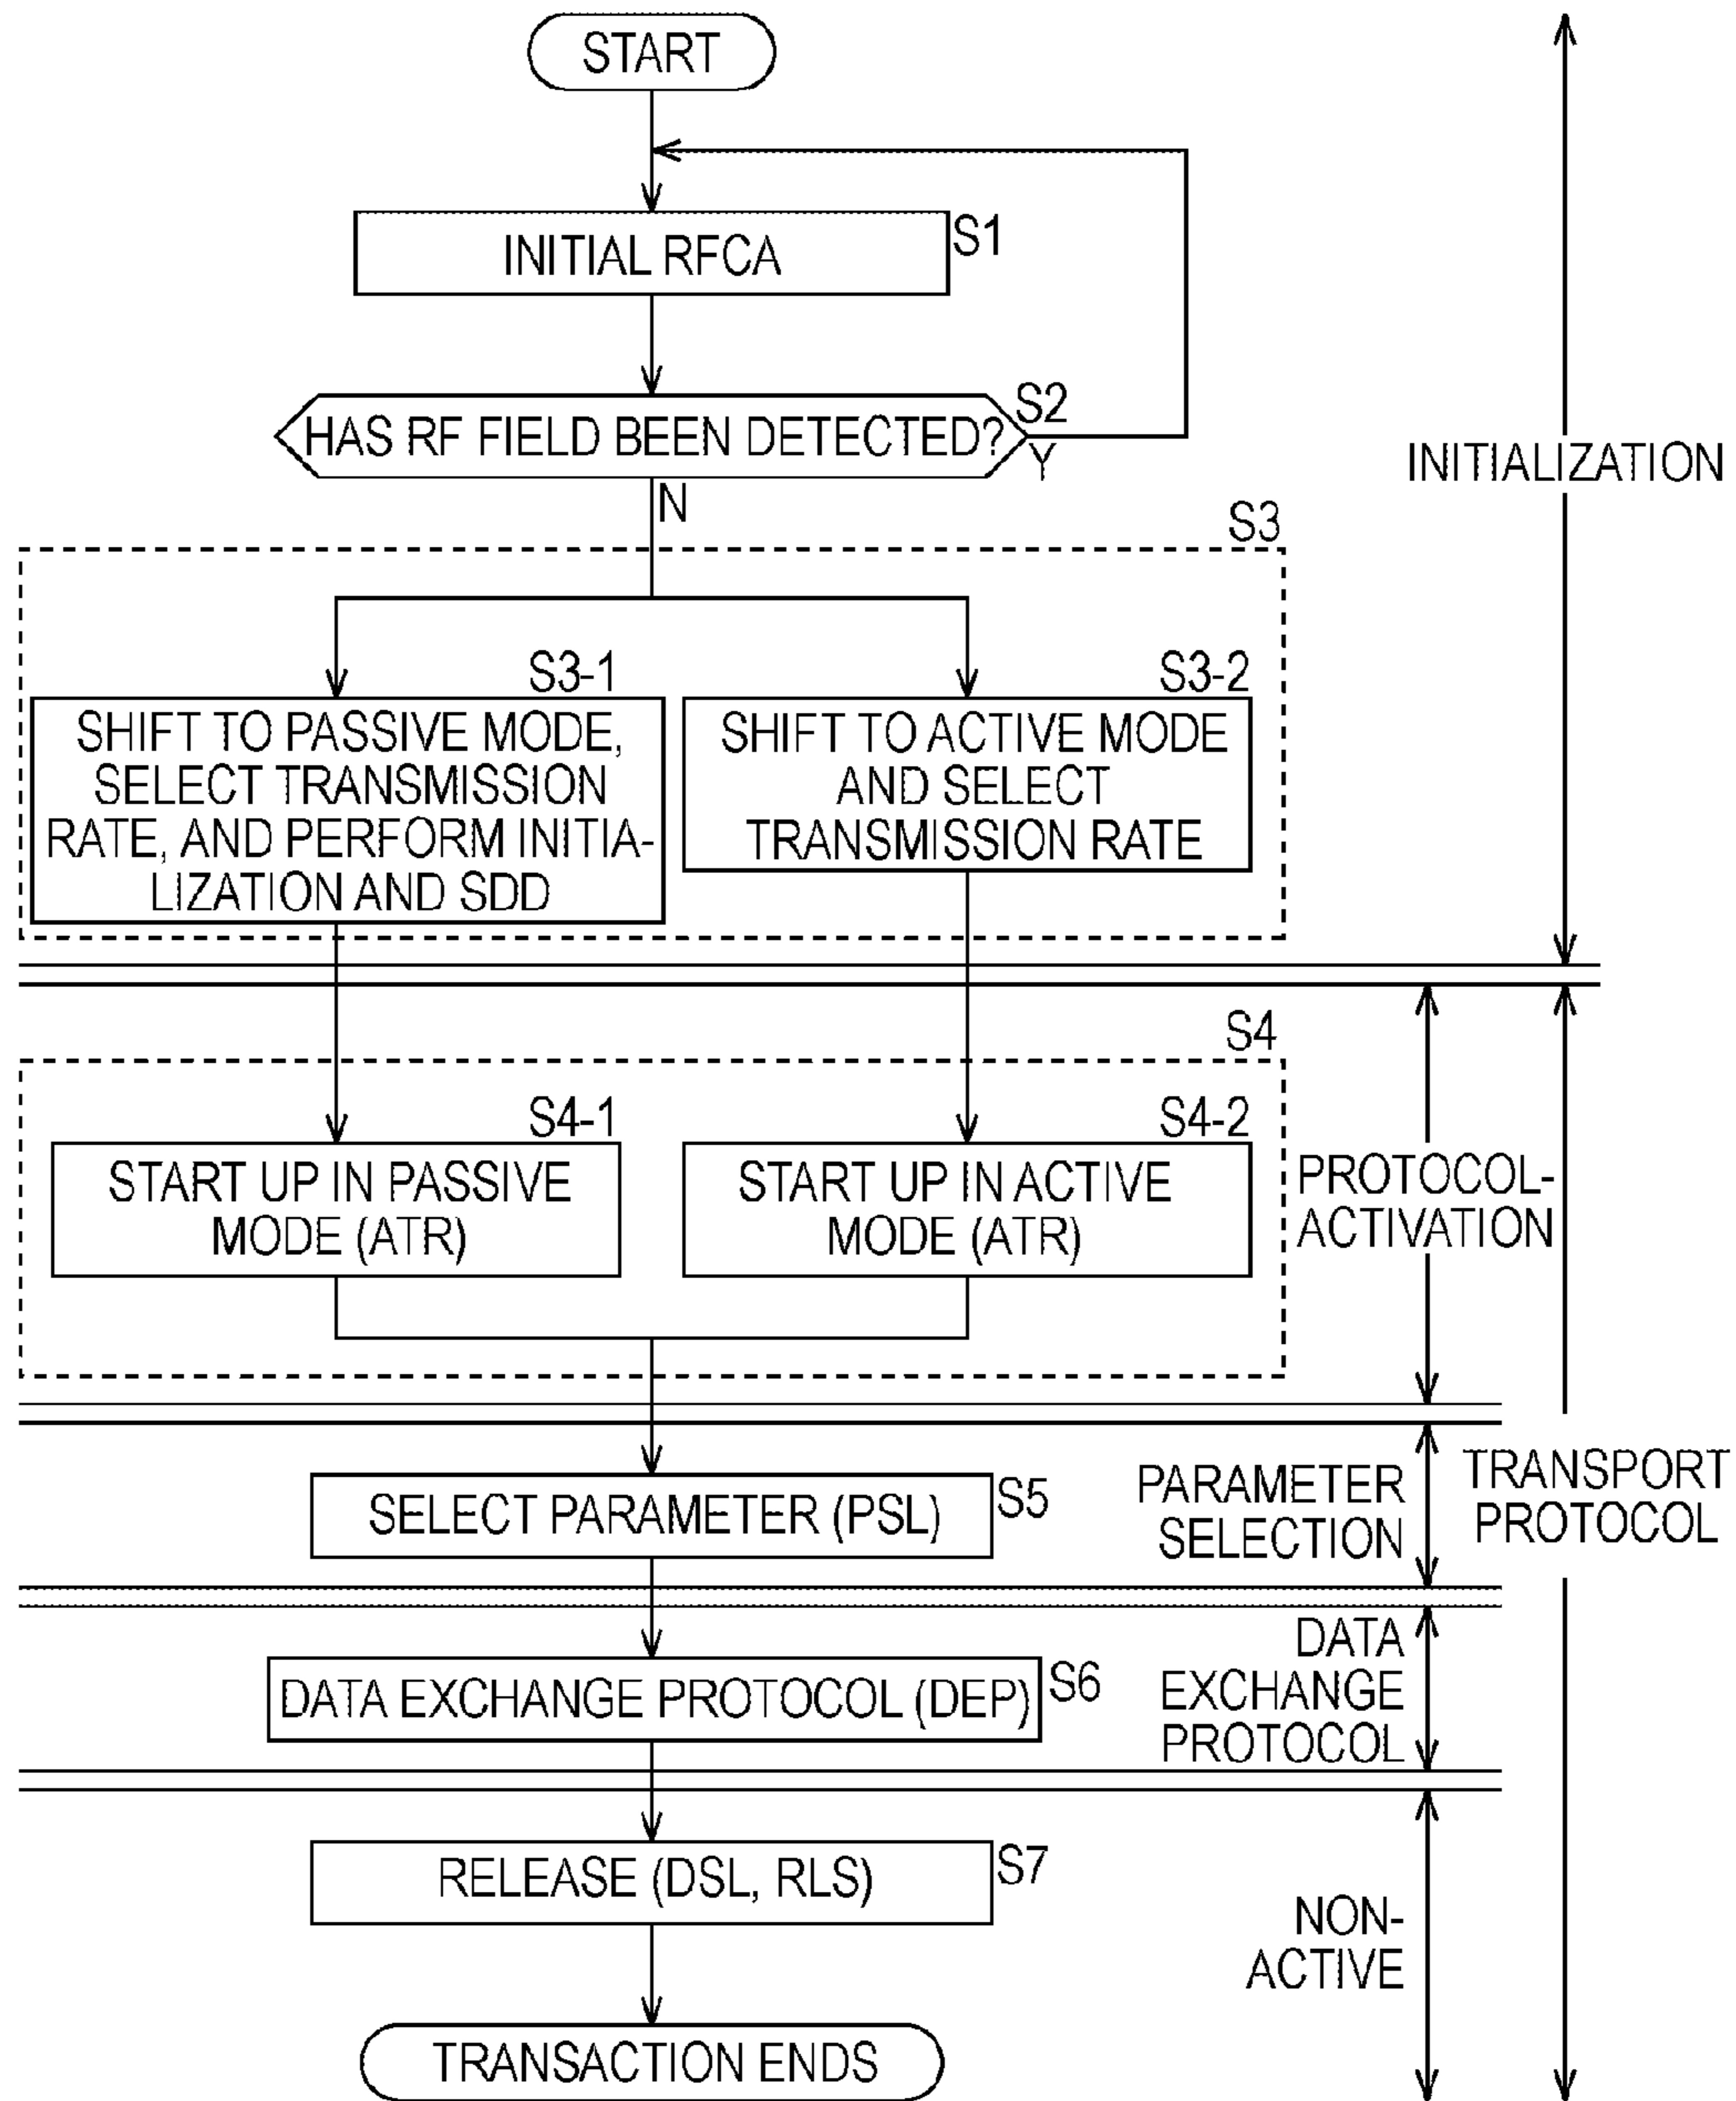 START
INITIAL RFCA
S1
HAS RF FIELD BEEN DETECTED?
S2
Y
N
INITIALIZATION
S3
S3-1
SHIFT TO PASSIVE MODE,
SELECT TRANSMISSION
RATE, AND PERFORM INITIA-
LIZATION AND SDD
S3-2
SHIFT TO ACTIVE MODE
AND SELECT
TRANSMISSION RATE
S4
S4-1
START UP IN PASSIVE
MODE (ATR)
S4-2
START UP IN ACTIVE
MODE (ATR)
PROTOCOL-
ACTIVATION
SELECT PARAMETER (PSL)
S5
PARAMETER
SELECTION
TRANSPORT
PROTOCOL
DATA EXCHANGE PROTOCOL (DEP)
S6
DATA
EXCHANGE
PROTOCOL
RELEASE (DSL, RLS)
S7
NON-
ACTIVE
TRANSACTION ENDS